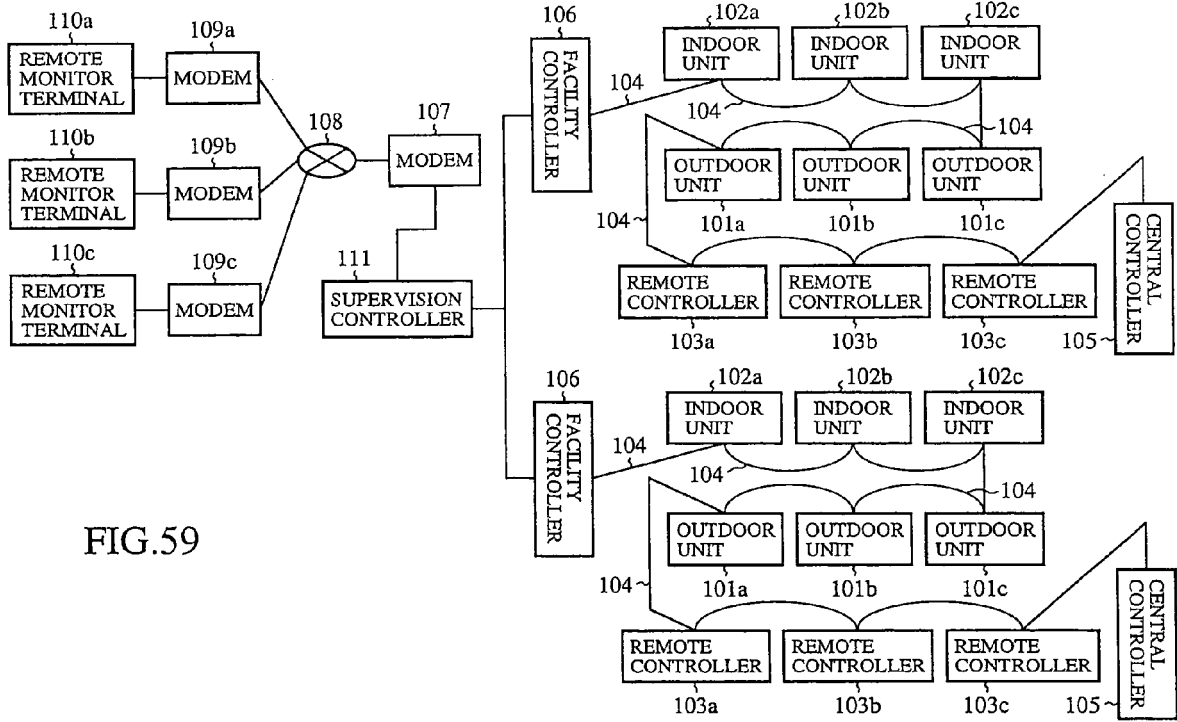 110a
REMOTE
MONITOR
TERMINAL
109a
MODEM
110b
REMOTE
MONITOR
TERMINAL
109b
MODEM
110c
REMOTE
MONITOR
TERMINAL
109c
MODEM
108
107
MODEM
111
SUPERVISION
CONTROLLER
106
FACILITY
CONTROLLER
104
102a
INDOOR
UNIT
102b
INDOOR
UNIT
102c
INDOOR
UNIT
104
104
OUTDOOR
UNIT
101a
OUTDOOR
UNIT
101b
OUTDOOR
UNIT
101c
104
REMOTE
CONTROLLER
103a
REMOTE
CONTROLLER
103b
REMOTE
CONTROLLER
103c
CENTRAL
CONTROLLER
105
106
FACILITY
CONTROLLER
104
102a
INDOOR
UNIT
102b
INDOOR
UNIT
102c
INDOOR
UNIT
104
104
OUTDOOR
UNIT
101a
OUTDOOR
UNIT
101b
OUTDOOR
UNIT
101c
104
REMOTE
CONTROLLER
103a
REMOTE
CONTROLLER
103b
REMOTE
CONTROLLER
103c
CENTRAL
CONTROLLER
105
FIG.59